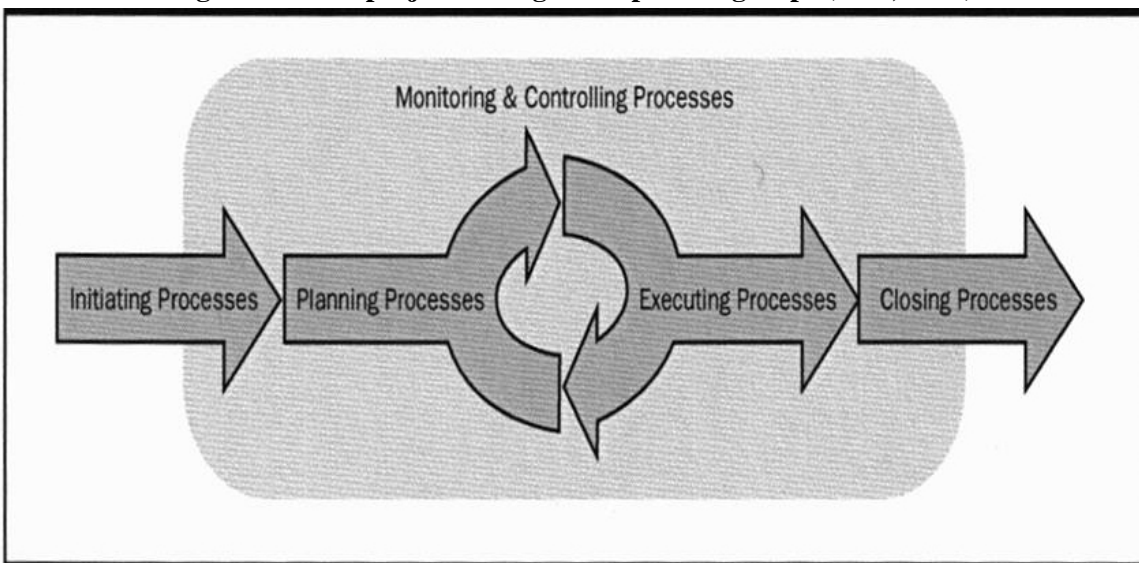 Monitoring & Controlling Processes
Initiating Processes
Planning Processes
Executing Processes
Closing Processes